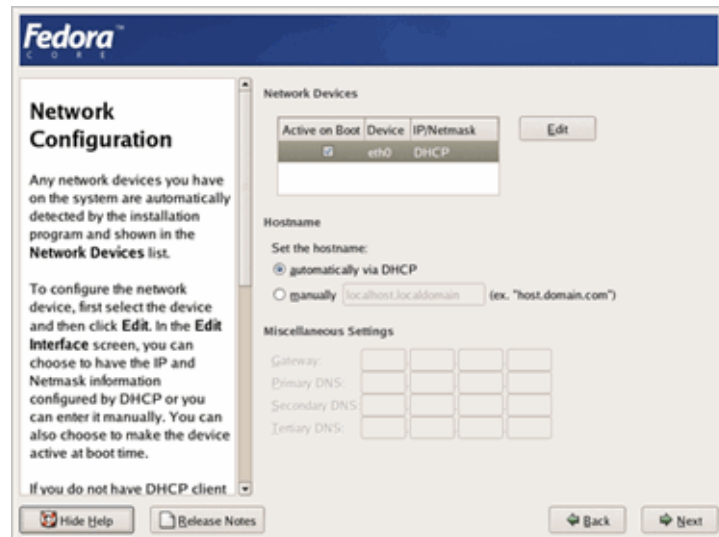 Fedora™
CORE
Network
Configuration
Any network devices you have
on the system are automatically
detected by the installation
program and shown in the
Network Devices list.
To configure the network
device, first select the device
and then click Edit. In the Edit
Interface screen, you can
choose to have the IP and
Netmask information
configured by DHCP or you
can enter it manually. You can
also choose to make the device
active at boot time.
If you do not have DHCP client
Network Devices
Active on Boot Device IP/Netmask
eth0 DHCP
Edit
Hostname
Set the hostname:
automatically via DHCP
manually localhost.localdomain (ex. "host.domain.com")
Miscellaneous Settings
Gateway:
Primary DNS:
Secondary DNS:
Tertiary DNS:
Hide Help
Release Notes
Back
Next